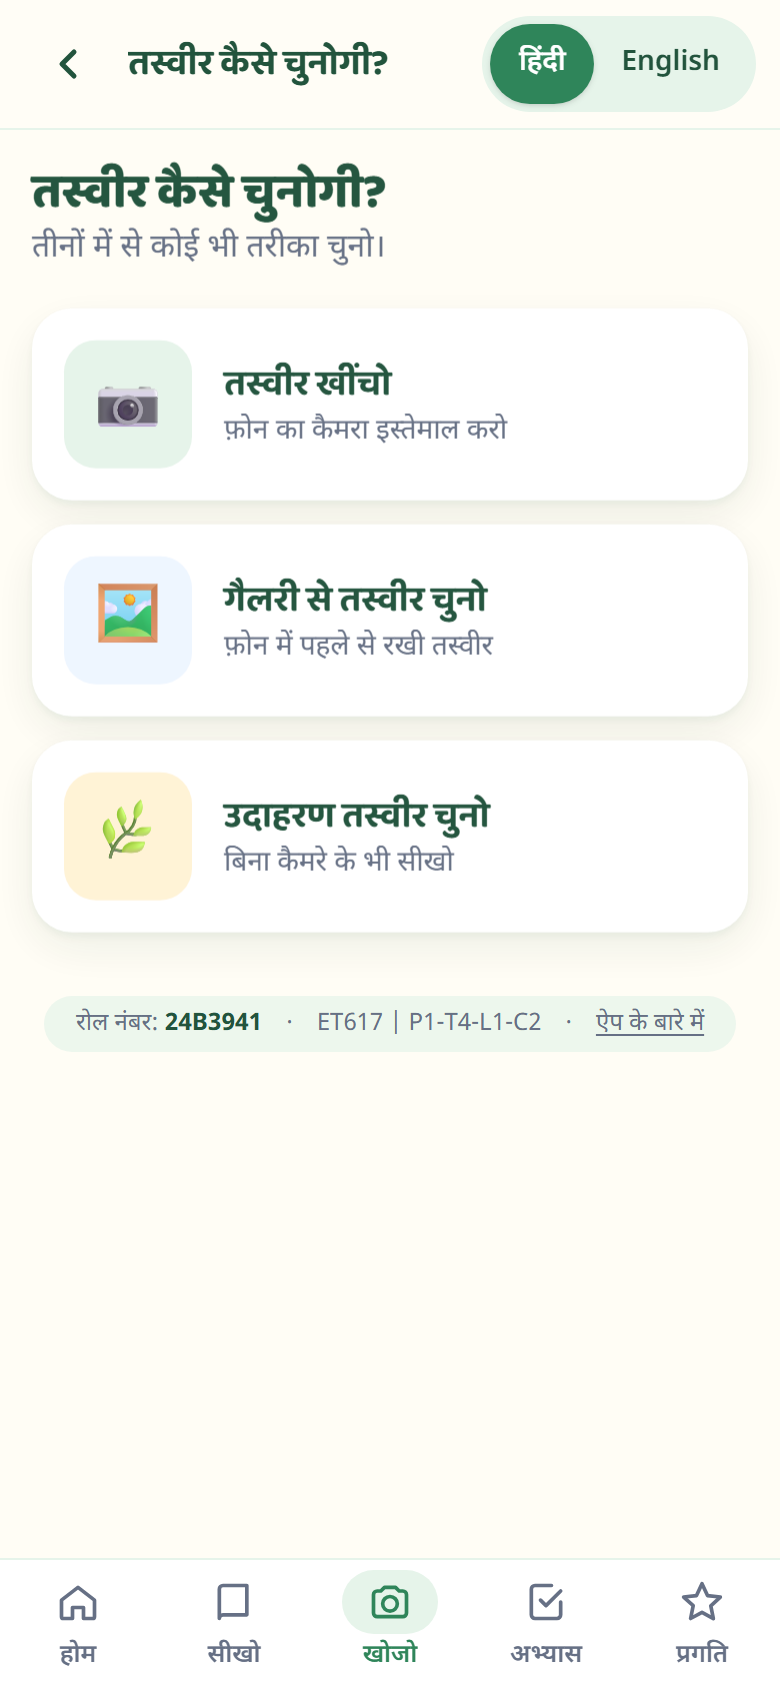 तस्वीर कैसे चुनोगी?
हिंदी English
तस्वीर कैसे चुनोगी?
तीनों में से कोई भी तरीका चुनो।
तस्वीर खींचो
फ़ोन का कैमरा इस्तेमाल करो
गैलरी से तस्वीर चुनो
फ़ोन में पहले से रखी तस्वीर
उदाहरण तस्वीर चुनो
बिना कैमरे के भी सीखो
रोल नंबर: 24B3941 · ET617 | P1-T4-L1-C2 · ऐप के बारे में
होम सीखो खोजो अभ्यास प्रगति